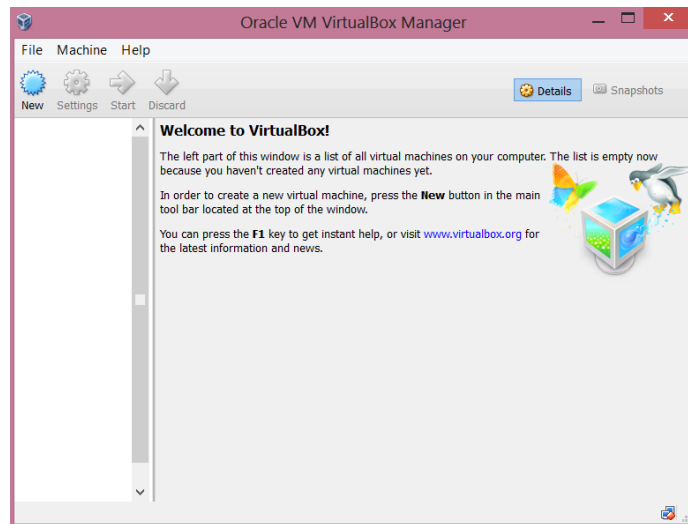 Oracle VM VirtualBox Manager
File Machine Help
New Settings Start Discard
Details Snapshots
Welcome to VirtualBox!
The left part of this window is a list of all virtual machines on your computer. The list is empty now
because you haven't created any virtual machines yet.
In order to create a new virtual machine, press the New button in the main
tool bar located at the top of the window.
You can press the F1 key to get instant help, or visit www.virtualbox.org for
the latest information and news.